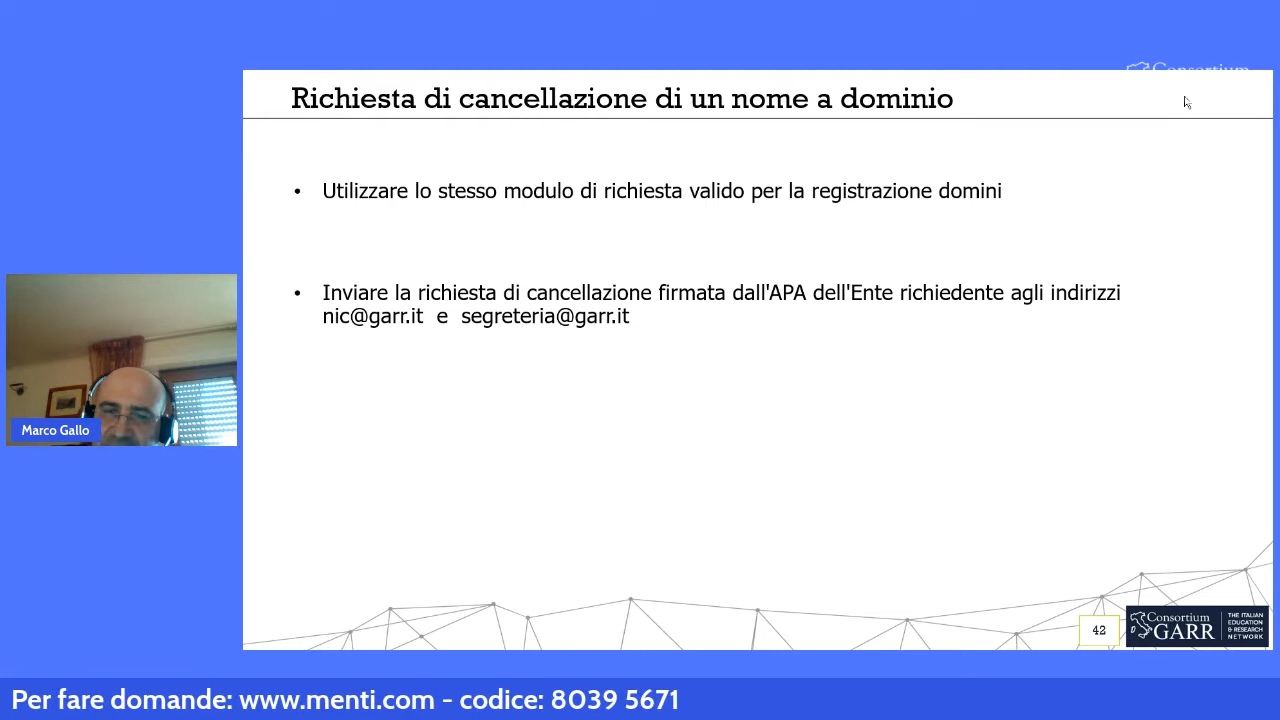 Consortium
Richiesta di cancellazione di un nome a dominio
• Utilizzare lo stesso modulo di richiesta valido per la registrazione domini
• Inviare la richiesta di cancellazione firmata dall'APA dell'Ente richiedente agli indirizzi
nic@garr.it e segreteria@garr.it
Marco Gallo
42
Consortium
GARR
THE ITALIAN
EDUCATION
& RESEARCH
NETWORK
Per fare domande: www.menti.com - codice: 8039 5671